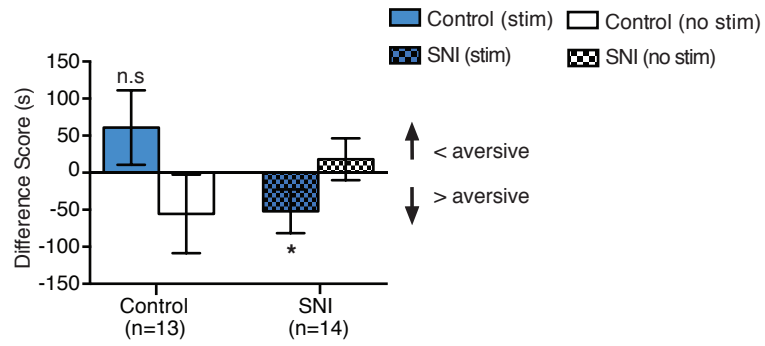 Control (stim)
Control (no stim)
SNI (stim)
SNI (no stim)
Difference Score (s)
150
100
50
0
-50
-100
-150
n.s
*
< aversive
> aversive
Control
(n=13)
SNI
(n=14)